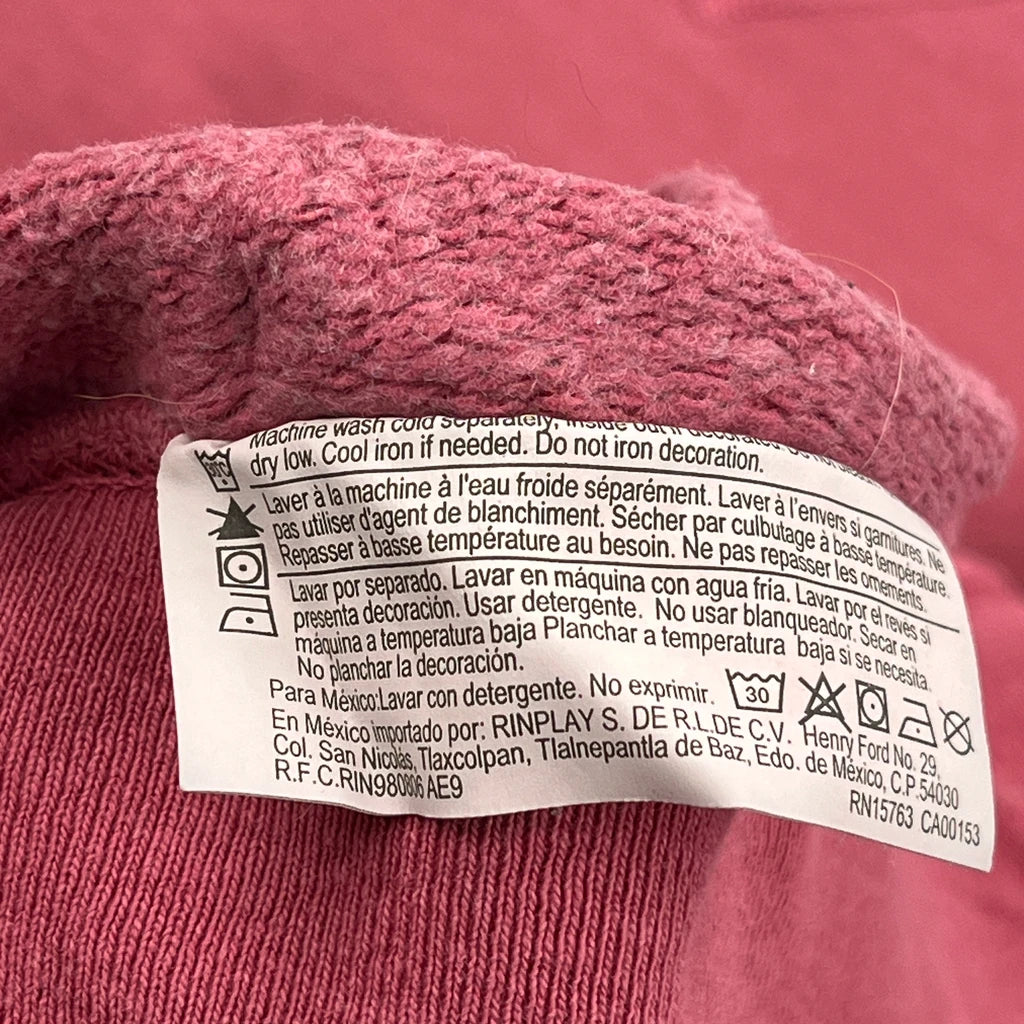 Machine wash cold separately, inside out if decorated.
dry low. Cool iron if needed. Do not iron decoration.
Laver à la machine à l'eau froide séparément. Laver à l'envers si garnitures. Ne
pas utiliser d'agent de blanchiment. Sécher par culbutage à basse température.
Repasser à basse température au besoin. Ne pas repasser les ornements.
Lavar por separado. Lavar en máquina con agua fría. Lavar por el revés si
presenta decoración. Usar detergente. No usar blanqueador. Secar en
máquina a temperatura baja Planchar a temperatura baja si se necesita.
No planchar la decoración.
Para México:Lavar con detergente. No exprimir. 30
En México importado por: RINPLAY S. DE R.L.DE C.V. Henry Ford No. 29,
Col. San Nicolás, Tlaxcolpan, Tlalnepantla de Baz, Edo. de México, C.P.54030
R.F.C.RIN980806 AE9
RN15763 CA00153